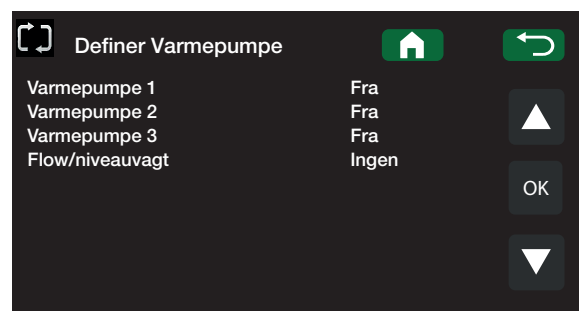 Definer Varmepumpe
Varmepumpe 1 Fra
Varmepumpe 2 Fra
Varmepumpe 3 Fra
Flow/niveauvagt Ingen
OK